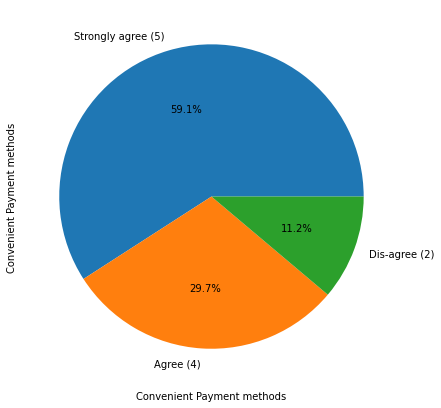 Strongly agree (5)
59.1%
Convenient Payment methods
11.2%
Dis-agree (2)
29.7%
Agree (4)
Convenient Payment methods